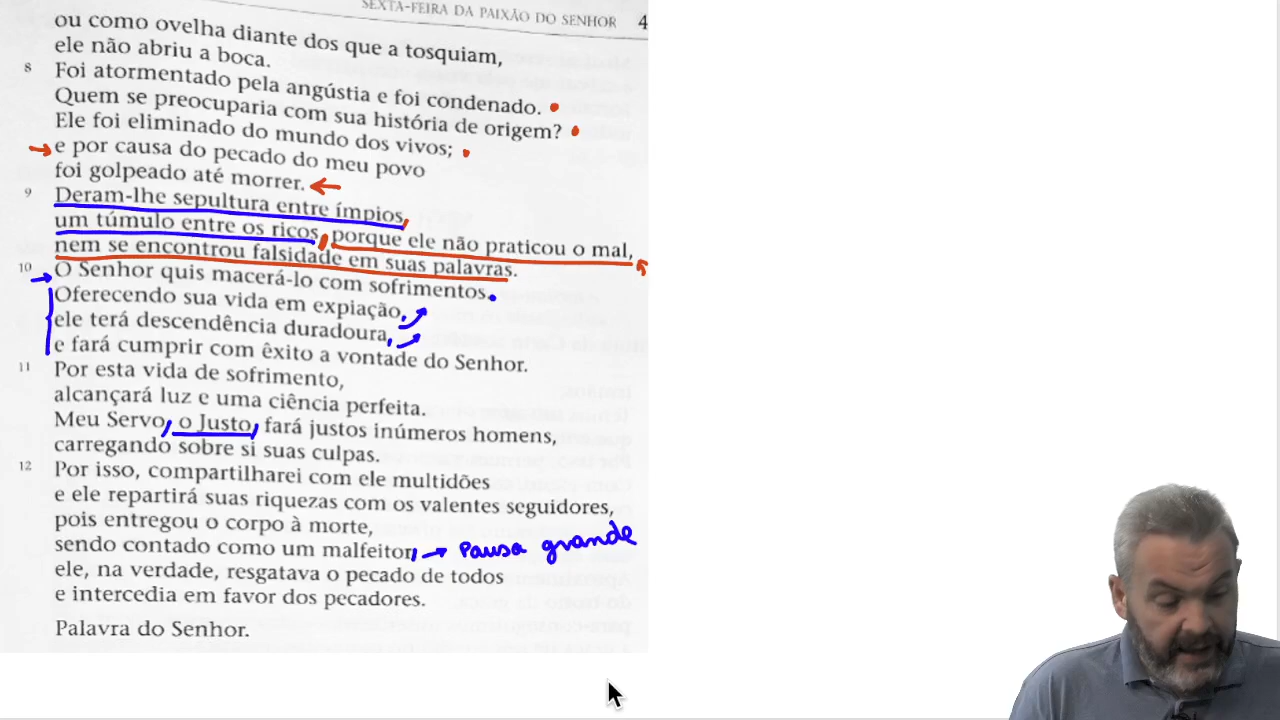 SEXTA-FEIRA DA PAIXÃO DO SENHOR 4
ou como ovelha diante dos que a tosquiam,
ele não abriu a boca.
8 Foi atormentado pela angústia e foi condenado.
Quem se preocuparia com sua história de origem?
Ele foi eliminado do mundo dos vivos;
e por causa do pecado do meu povo
foi golpeado até morrer.
9 Deram-lhe sepultura entre ímpios,
um túmulo entre os ricos, porque ele não praticou o mal,
nem se encontrou falsidade em suas palavras.
10 O Senhor quis macerá-lo com sofrimentos.
Oferecendo sua vida em expiação,
ele terá descendência duradoura,
e fará cumprir com êxito a vontade do Senhor.
11 Por esta vida de sofrimento,
alcançará luz e uma ciência perfeita.
Meu Servo, o Justo, fará justos inúmeros homens,
carregando sobre si suas culpas.
12 Por isso, compartilharei com ele multidões
e ele repartirá suas riquezas com os valentes seguidores,
pois entregou o corpo à morte,
sendo contado como um malfeitor, → Pausa grande
ele, na verdade, resgatava o pecado de todos
e intercedia em favor dos pecadores.
Palavra do Senhor.